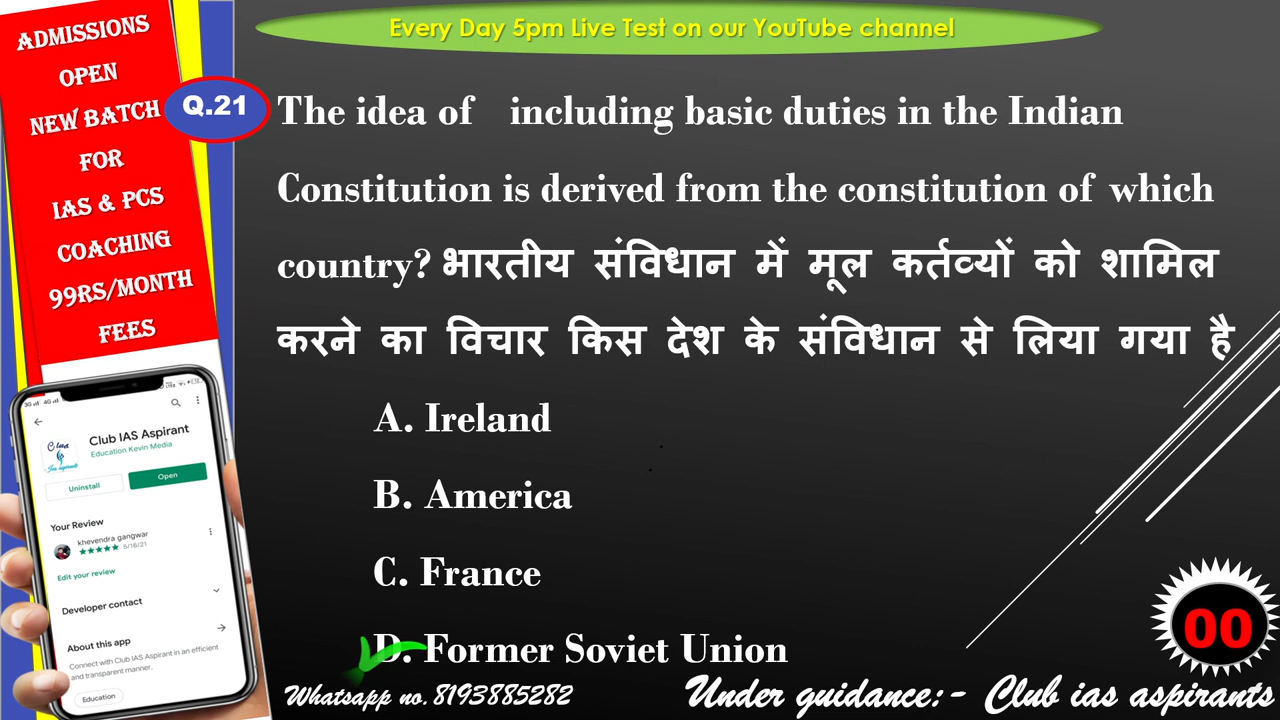 Every Day 5pm Live Test on our YouTube channel
ADMISSIONS
OPEN
NEW BATCH
FOR
IAS & PCS
COACHING
99RS/MONTH
FEES
Q.21
The idea of including basic duties in the Indian
Constitution is derived from the constitution of which
country? भारतीय संविधान में मूल कर्तव्यों को शामिल
करने का विचार किस देश के संविधान से लिया गया है
A. Ireland
B. America
C. France
D. Former Soviet Union
00
Club IAS Aspirant
Education Kevin Media
Uninstall
Open
Your Review
khevendra gangwar
5/16/21
Edit your review
Developer contact
About this app
Connect with Club IAS Aspirant in an efficient
and transparent manner.
Education
Whatsapp no. 8193885282
Under guidance:- Club ias aspirants